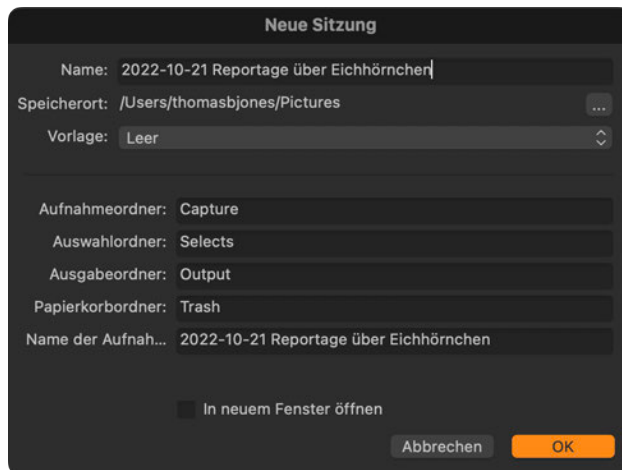 Neue Sitzung
Name: 2022-10-21 Reportage über Eichhörnchen
Speicherort: /Users/thomasbjones/Pictures ...
Vorlage: Leer
Aufnahmeordner: Capture
Auswahlordner: Selects
Ausgabeordner: Output
Papierkorbordner: Trash
Name der Aufnah... 2022-10-21 Reportage über Eichhörnchen
In neuem Fenster öffnen
Abbrechen OK